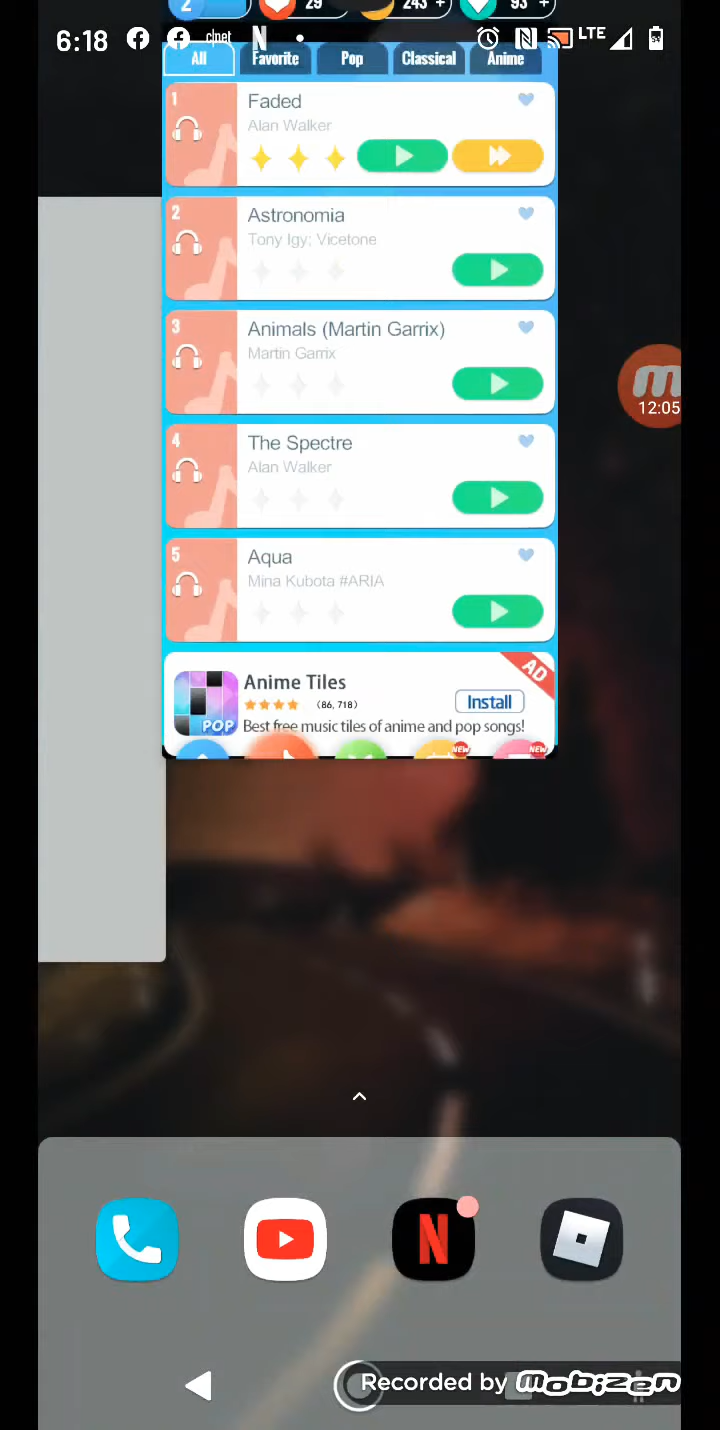 2 29 243 + 93 +
6:18 cnet N LTE
All Favorite Pop Classical Anime
1
Faded
Alan Walker
2
Astronomia
Tony Igy; Vicetone
3
Animals (Martin Garrix)
Martin Garrix
4
The Spectre
Alan Walker
5
Aqua
Mina Kubota #ARIA
AD
Anime Tiles
(86, 718)
Install
POP
Best free music tiles of anime and pop songs!
NEW NEW
m
12:05
N
Recorded by mobizen